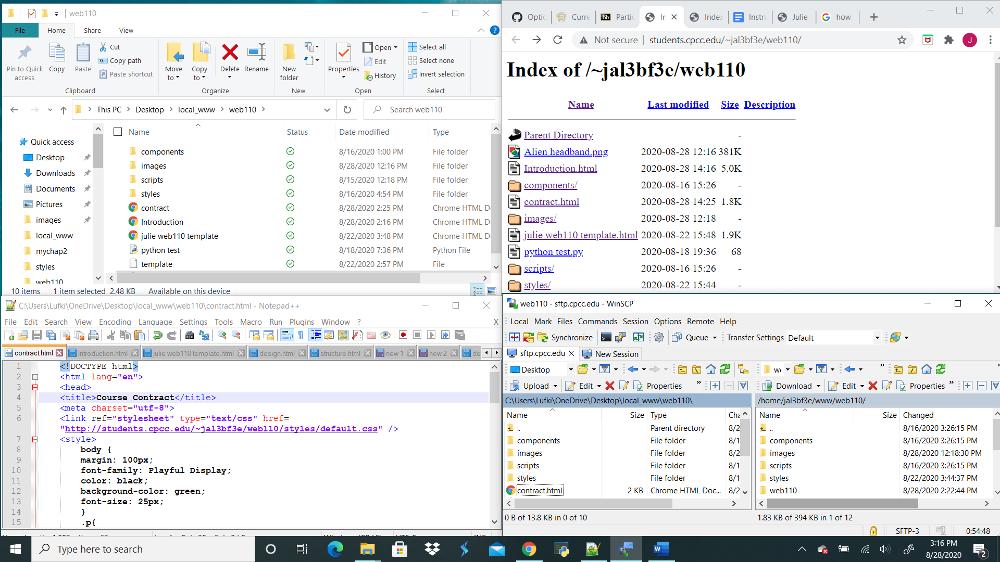 web110
File
Home
Share
View
Pin to Quick access
Copy
Paste
Cut
Copy path
Paste shortcut
Move to
Copy to
Delete
Rename
New folder
Properties
Open
Edit
History
Select all
Select none
Invert selection
Clipboard
Organize
New
Open
Select
This PC
Desktop
local_www
web110
Search web110
Quick access
Desktop
Downloads
Documents
Pictures
images
local_www
mychap2
styles
web110
Name Status Date modified Type
components 8/16/2020 1:00 PM File folder
images 8/28/2020 12:16 PM File folder
scripts 8/15/2020 12:18 PM File folder
styles 8/16/2020 4:54 PM File folder
contract 8/28/2020 2:25 PM Chrome HTML D
Introduction 8/28/2020 2:16 PM Chrome HTML D
julie web110 template 8/22/2020 3:48 PM Chrome HTML D
python test 8/18/2020 7:36 PM Python File
template 8/22/2020 2:57 PM File
10 items 1 item selected 2.48 KB Available on this device
Optic
Curre
Bb Partic
In
Index
Instru
Julie
how
Not secure students.cpcc.edu/~jal3bf3e/web110/
J
Index of /~jal3bf3e/web110
Name Last modified Size Description
Parent Directory -
Alien headband.png 2020-08-28 12:16 381K
Introduction.html 2020-08-28 14:16 5.0K
components/ 2020-08-16 15:26 -
contract.html 2020-08-28 14:25 1.8K
images/ 2020-08-28 12:18 -
julie web110 template.html 2020-08-22 15:48 1.9K
python test.py 2020-08-18 19:36 68
scripts/ 2020-08-16 15:26 -
styles/ 2020-08-22 15:44 -
C:\Users\Lufki\OneDrive\Desktop\local_www\web110\contract.html - Notepad++
File Edit Search View Encoding Language Settings Tools Macro Run Plugins Window ? X
contract.html
Introduction.html
julie web110 template.html
design.html
structure.html
new 1
new 2
de
1 <!DOCTYPE html>
2 <html lang="en">
3 <head>
4 <title>Course Contract</title>
5 <meta charset="utf-8">
6 <link ref="stylesheet" type="text/css" href=
"http://students.cpcc.edu/~jal3bf3e/web110/styles/default.css" />
7 <style>
8 body {
9 margin: 100px;
10 font-family: Playful Display;
11 color: black;
12 background-color: green;
13 font-size: 25px;
14 }
15 .p{
web110 - sftp.cpcc.edu - WinSCP
Local Mark Files Commands Session Options Remote Help
Synchronize
Queue
Transfer Settings Default
sftp.cpcc.edu
New Session
Desktop
Upload
Edit
Properties
Download
Edit
Properties
C:\Users\Lufki\OneDrive\Desktop\local_www\web110\
Name Size Type Cha
.. Parent directory 8/2
components File folder 8/1
images File folder 8/2
scripts File folder 8/1
styles File folder 8/1
contract.html 2 KB Chrome HTML Doc... 8/2
0 B of 13.8 KB in 0 of 10
/home/jal3bf3e/www/web110/
Name Size Changed
.. 8/16/2020 3:26:15 PM
components 8/16/2020 3:26:15 PM
images 8/28/2020 12:18:30 PM
scripts 8/16/2020 3:26:15 PM
styles 8/22/2020 3:44:37 PM
web110 8/28/2020 2:22:44 PM
1.83 KB of 394 KB in 1 of 12
SFTP-3 0:54:48
Type here to search
3:16 PM
8/28/2020
2